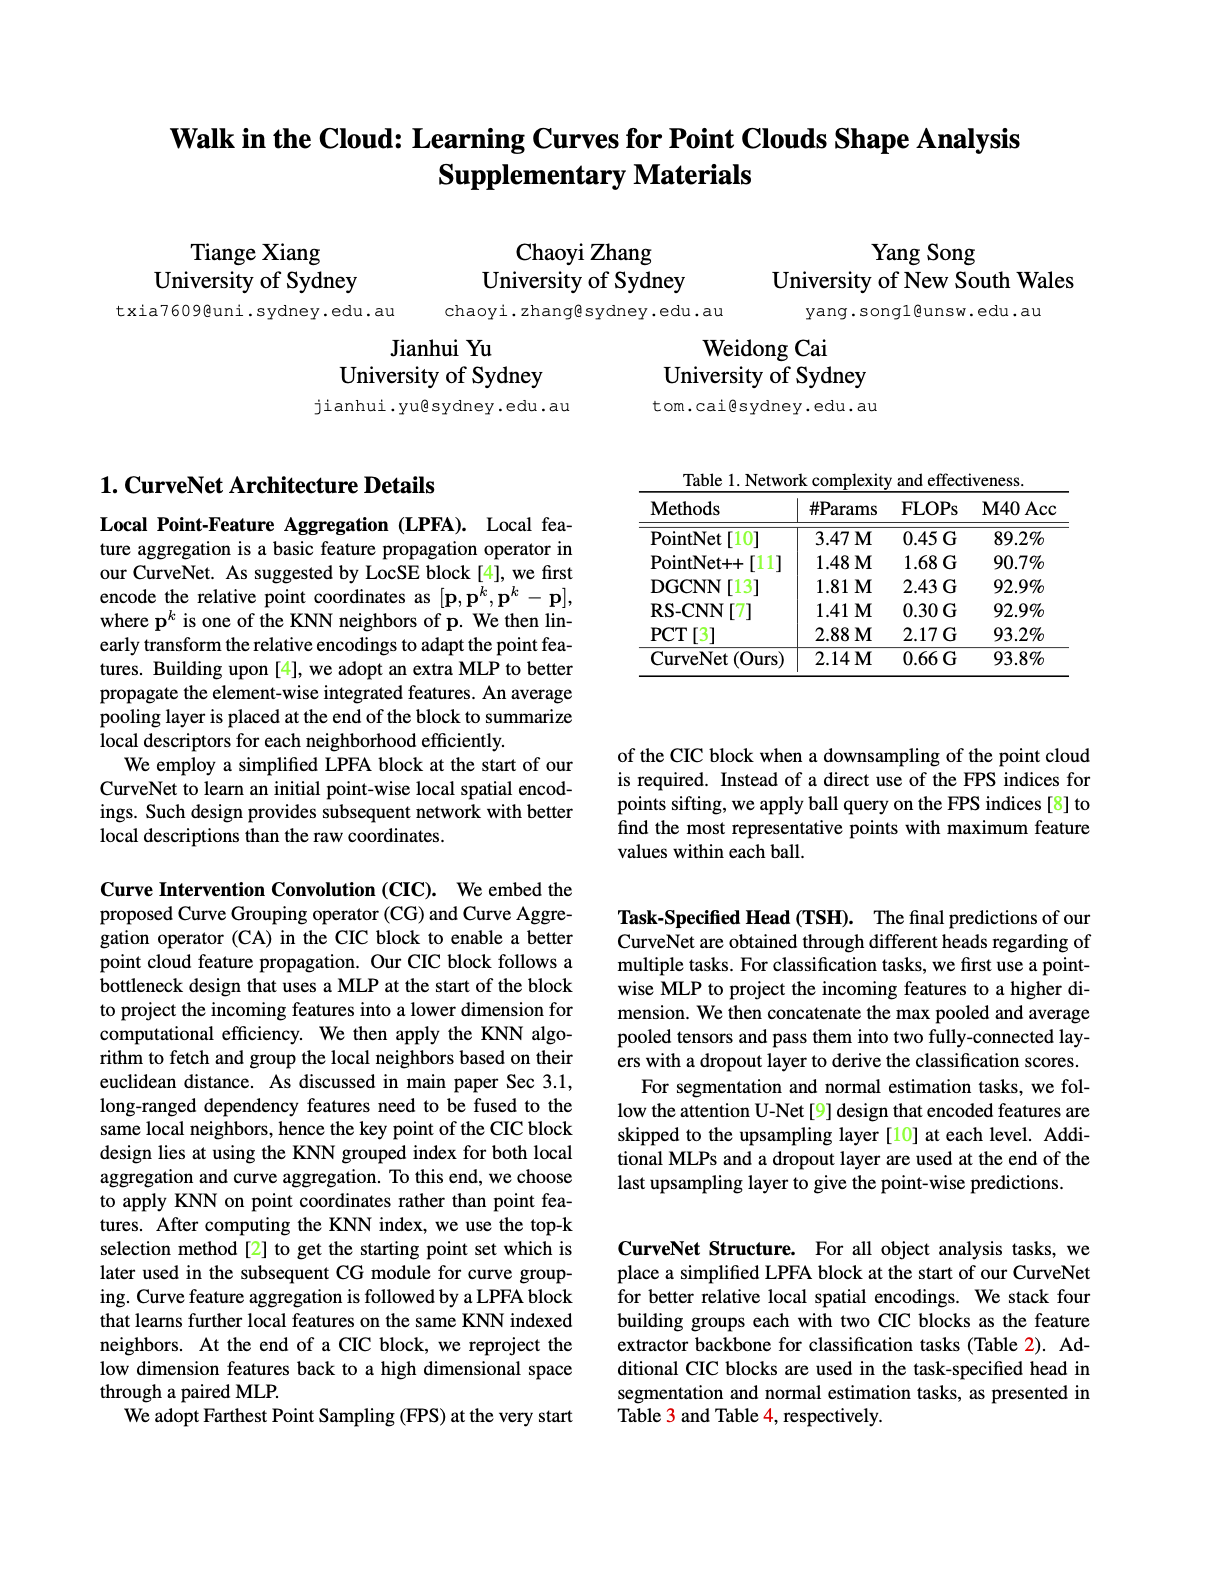 Walk in the Cloud: Learning Curves for Point Clouds Shape Analysis
Supplementary Materials
Tiange Xiang
University of Sydney
txia7609@uni.sydney.edu.au
Chaoyi Zhang
University of Sydney
chaoyi.zhang@sydney.edu.au
Yang Song
University of New South Wales
yang.song1@unsw.edu.au
Jianhui Yu
University of Sydney
jianhui.yu@sydney.edu.au
Weidong Cai
University of Sydney
tom.cai@sydney.edu.au
1. CurveNet Architecture Details
Local Point-Feature Aggregation (LPFA). Local fea-
ture aggregation is a basic feature propagation operator in
our CurveNet. As suggested by LocSE block [4], we first
encode the relative point coordinates as [p, p^k, p^k − p],
where p^k is one of the KNN neighbors of p. We then lin-
early transform the relative encodings to adapt the point fea-
tures. Building upon [4], we adopt an extra MLP to better
propagate the element-wise integrated features. An average
pooling layer is placed at the end of the block to summarize
local descriptors for each neighborhood efficiently.
We employ a simplified LPFA block at the start of our
CurveNet to learn an initial point-wise local spatial encod-
ings. Such design provides subsequent network with better
local descriptions than the raw coordinates.
Curve Intervention Convolution (CIC). We embed the
proposed Curve Grouping operator (CG) and Curve Aggre-
gation operator (CA) in the CIC block to enable a better
point cloud feature propagation. Our CIC block follows a
bottleneck design that uses a MLP at the start of the block
to project the incoming features into a lower dimension for
computational efficiency. We then apply the KNN algo-
rithm to fetch and group the local neighbors based on their
euclidean distance. As discussed in main paper Sec 3.1,
long-ranged dependency features need to be fused to the
same local neighbors, hence the key point of the CIC block
design lies at using the KNN grouped index for both local
aggregation and curve aggregation. To this end, we choose
to apply KNN on point coordinates rather than point fea-
tures. After computing the KNN index, we use the top-k
selection method [2] to get the starting point set which is
later used in the subsequent CG module for curve group-
ing. Curve feature aggregation is followed by a LPFA block
that learns further local features on the same KNN indexed
neighbors. At the end of a CIC block, we reproject the
low dimension features back to a high dimensional space
through a paired MLP.
We adopt Farthest Point Sampling (FPS) at the very start
Table 1. Network complexity and effectiveness.
Methods #Params FLOPs M40 Acc
PointNet [10] 3.47 M 0.45 G 89.2%
PointNet++ [11] 1.48 M 1.68 G 90.7%
DGCNN [13] 1.81 M 2.43 G 92.9%
RS-CNN [7] 1.41 M 0.30 G 92.9%
PCT [3] 2.88 M 2.17 G 93.2%
CurveNet (Ours) 2.14 M 0.66 G 93.8%
of the CIC block when a downsampling of the point cloud
is required. Instead of a direct use of the FPS indices for
points sifting, we apply ball query on the FPS indices [8] to
find the most representative points with maximum feature
values within each ball.
Task-Specified Head (TSH). The final predictions of our
CurveNet are obtained through different heads regarding of
multiple tasks. For classification tasks, we first use a point-
wise MLP to project the incoming features to a higher di-
mension. We then concatenate the max pooled and average
pooled tensors and pass them into two fully-connected lay-
ers with a dropout layer to derive the classification scores.
For segmentation and normal estimation tasks, we fol-
low the attention U-Net [9] design that encoded features are
skipped to the upsampling layer [10] at each level. Addi-
tional MLPs and a dropout layer are used at the end of the
last upsampling layer to give the point-wise predictions.
CurveNet Structure. For all object analysis tasks, we
place a simplified LPFA block at the start of our CurveNet
for better relative local spatial encodings. We stack four
building groups each with two CIC blocks as the feature
extractor backbone for classification tasks (Table 2). Ad-
ditional CIC blocks are used in the task-specified head in
segmentation and normal estimation tasks, as presented in
Table 3 and Table 4, respectively.